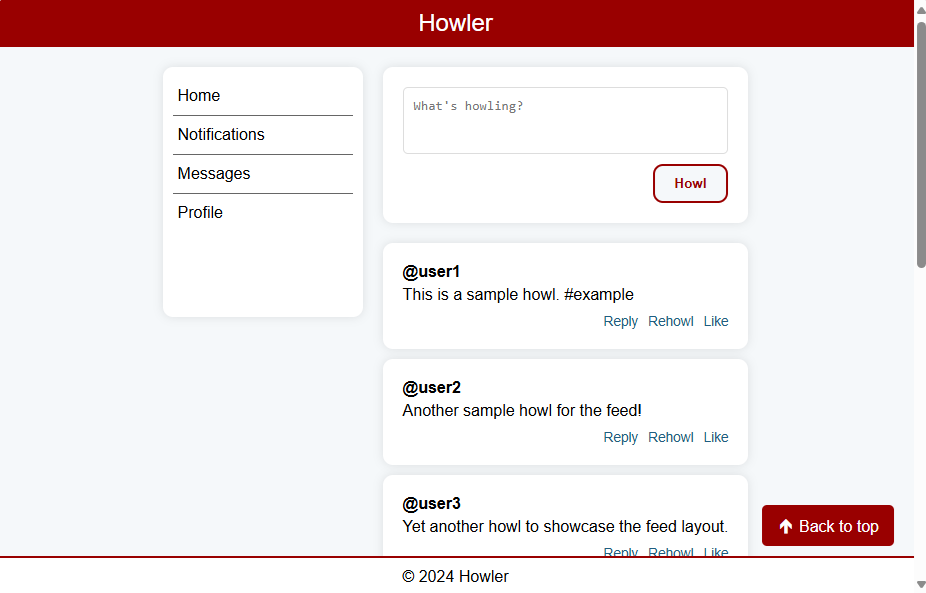 Howler
Home
Notifications
Messages
Profile
What's howling?
Howl
@user1
This is a sample howl. #example
Reply Rehowl Like
@user2
Another sample howl for the feed!
Reply Rehowl Like
@user3
Yet another howl to showcase the feed layout.
Reply Rehowl Like
Back to top
© 2024 Howler